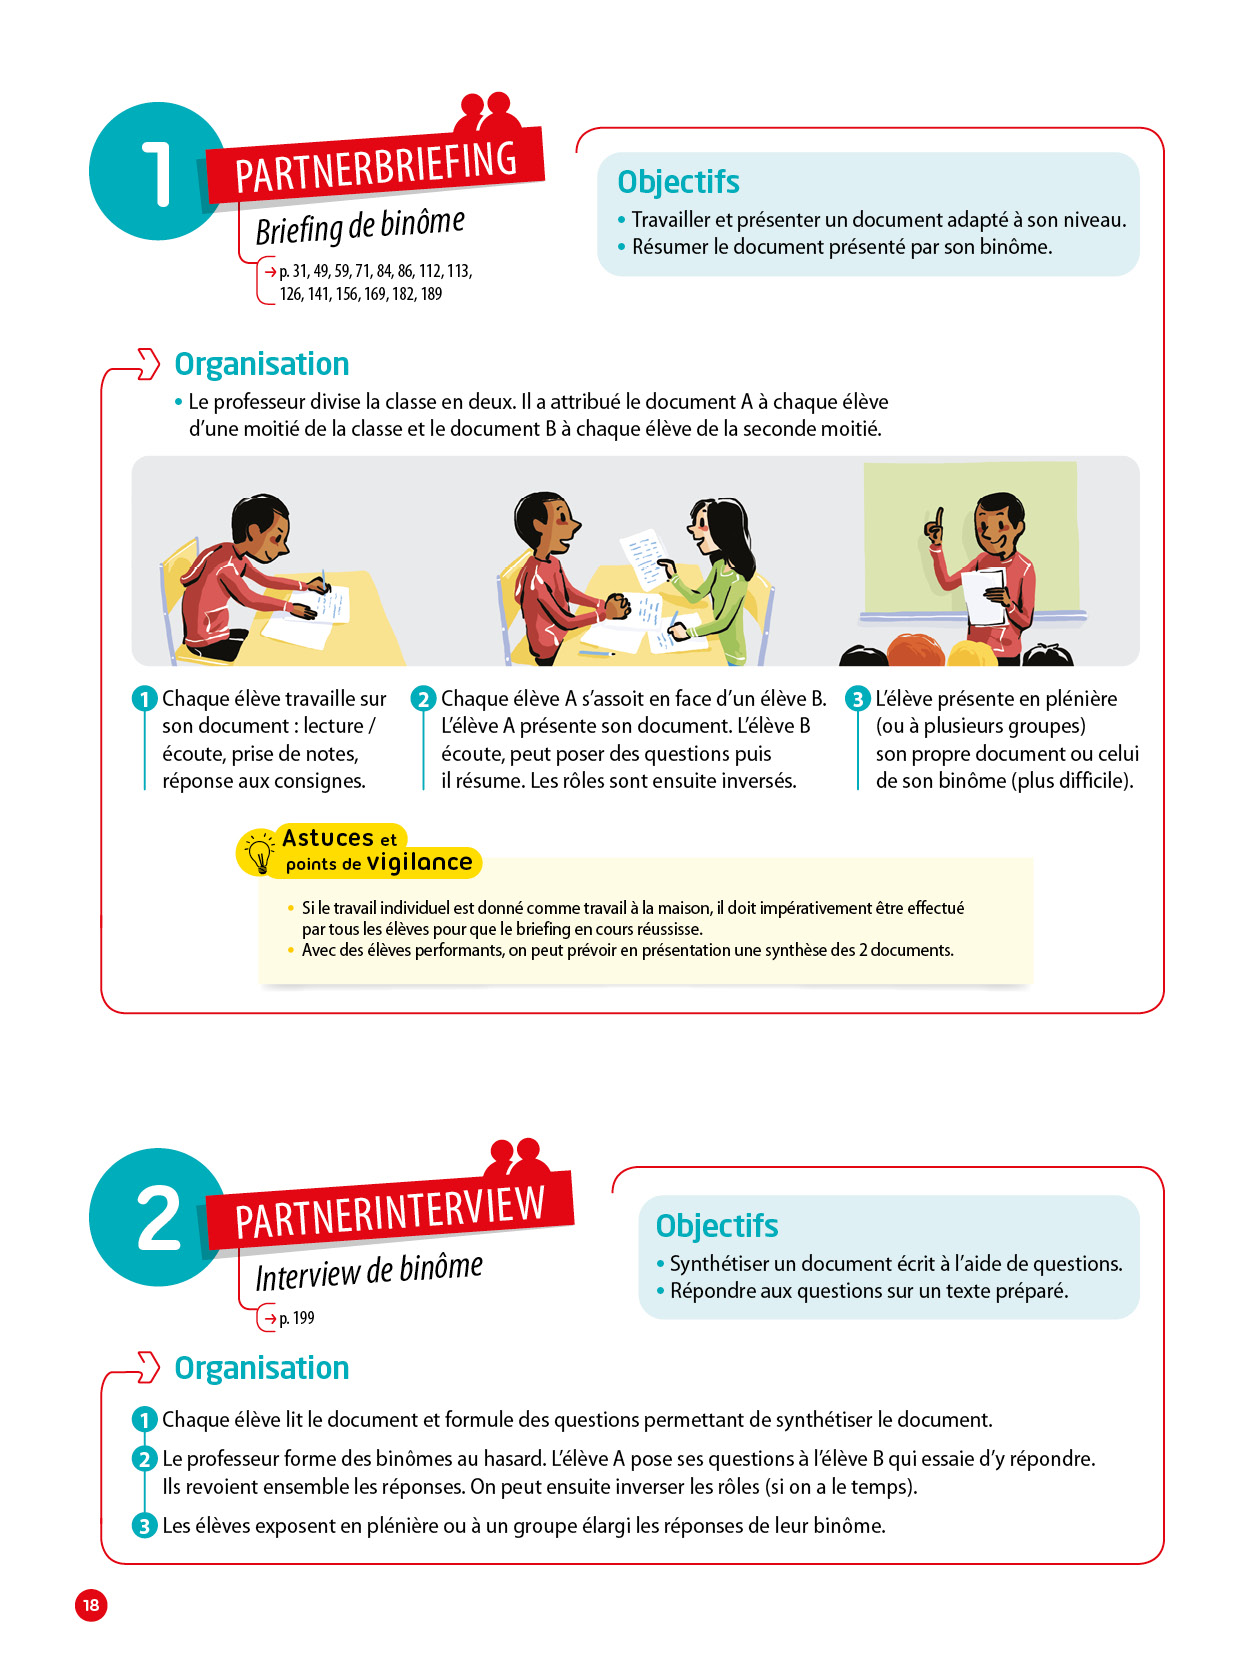 1
PARTNERBRIEFING
Briefing de binôme
→ p. 31, 49, 59, 71, 84, 86, 112, 113,
126, 141, 156, 169, 182, 189
Objectifs
• Travailler et présenter un document adapté à son niveau.
• Résumer le document présenté par son binôme.
Organisation
• Le professeur divise la classe en deux. Il a attribué le document A à chaque élève
d’une moitié de la classe et le document B à chaque élève de la seconde moitié.
1 Chaque élève travaille sur
son document : lecture /
écoute, prise de notes,
réponse aux consignes.
2 Chaque élève A s’assoit en face d’un élève B.
L’élève A présente son document. L’élève B
écoute, peut poser des questions puis
il résume. Les rôles sont ensuite inversés.
3 L’élève présente en plénière
(ou à plusieurs groupes)
son propre document ou celui
de son binôme (plus difficile).
Astuces et
points de vigilance
• Si le travail individuel est donné comme travail à la maison, il doit impérativement être effectué
par tous les élèves pour que le briefing en cours réussisse.
• Avec des élèves performants, on peut prévoir en présentation une synthèse des 2 documents.
2
PARTNERINTERVIEW
Interview de binôme
→ p. 199
Objectifs
• Synthétiser un document écrit à l’aide de questions.
• Répondre aux questions sur un texte préparé.
Organisation
1 Chaque élève lit le document et formule des questions permettant de synthétiser le document.
2 Le professeur forme des binômes au hasard. L’élève A pose ses questions à l’élève B qui essaie d’y répondre.
Ils revoient ensemble les réponses. On peut ensuite inverser les rôles (si on a le temps).
3 Les élèves exposent en plénière ou à un groupe élargi les réponses de leur binôme.
18